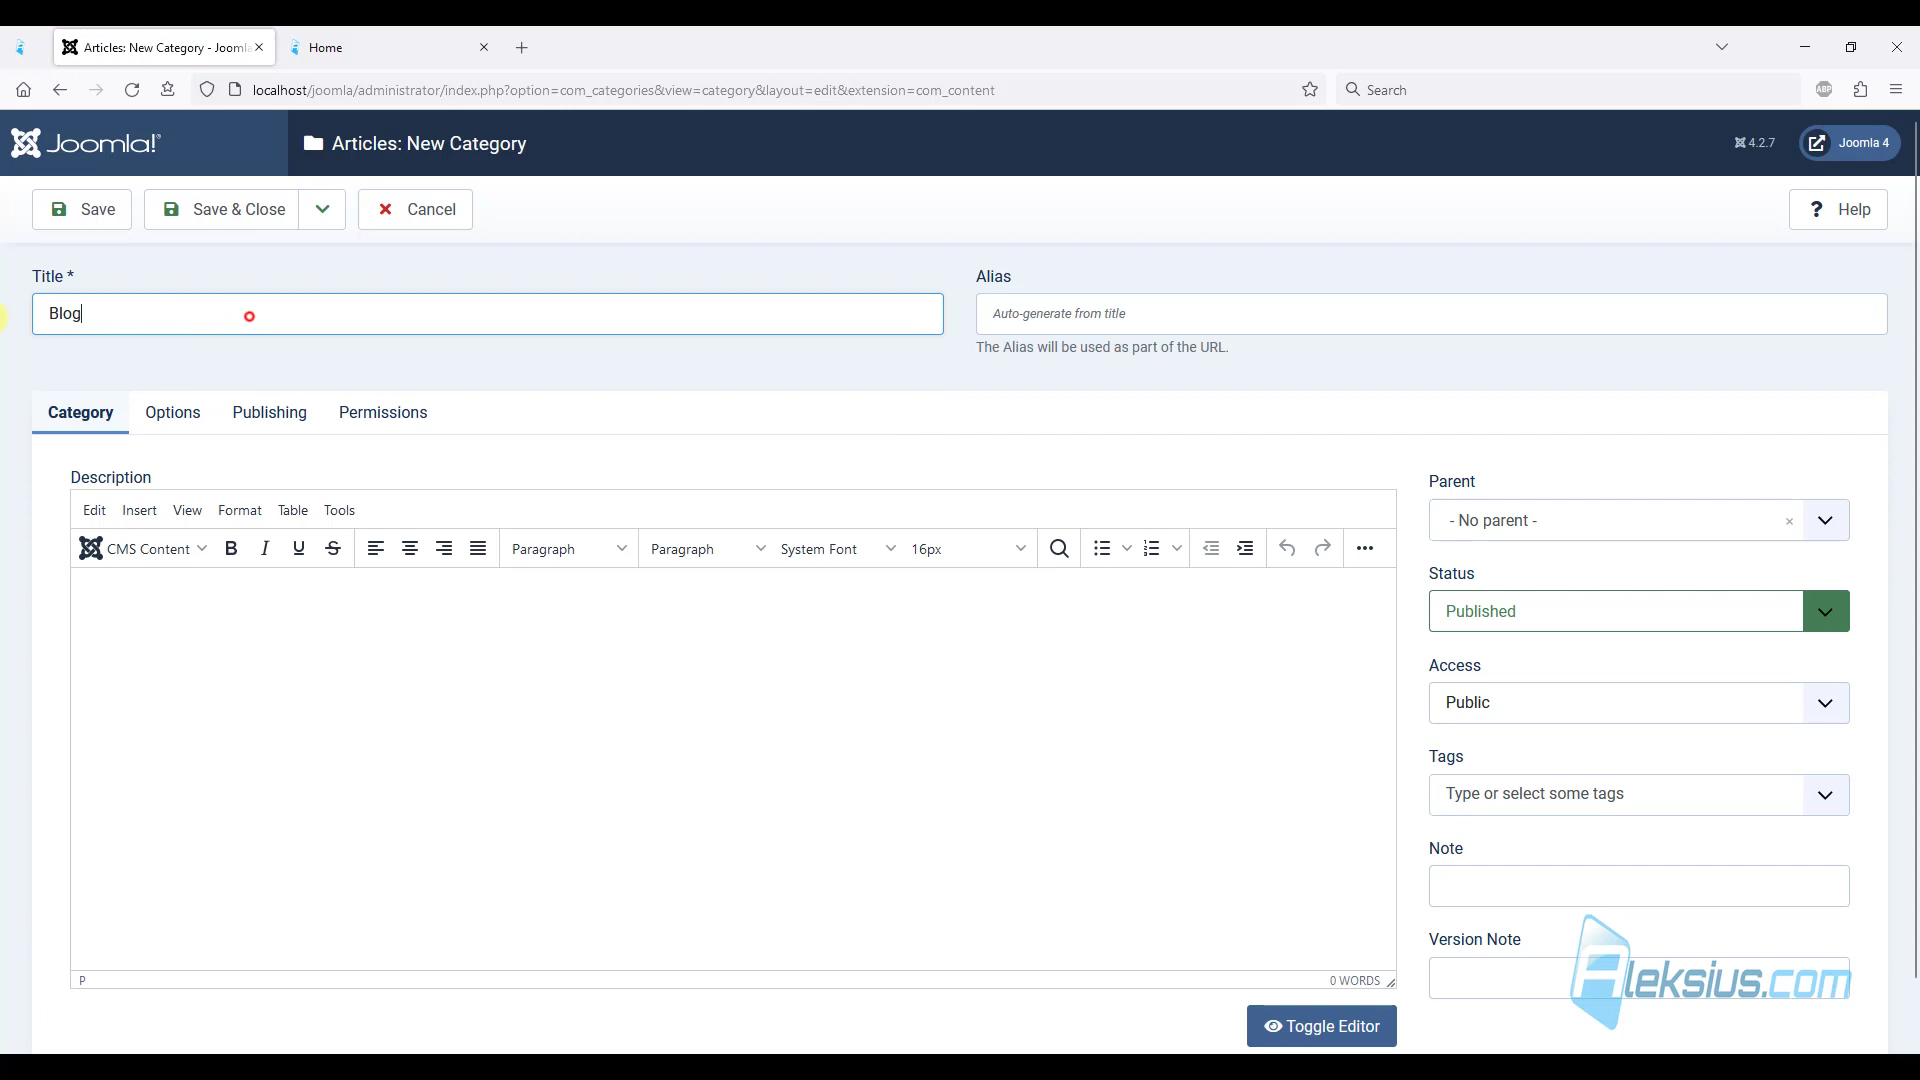 Articles: New Category - Joomla
Home
localhost/joomla/administrator/index.php?option=com_categories&view=category&layout=edit&extension=com_content
Search
ABP
Joomla!®
Articles: New Category
4.2.7
Joomla 4
Save
Save & Close
Cancel
? Help
Title *
Alias
Blog
Auto-generate from title
The Alias will be used as part of the URL.
Category
Options
Publishing
Permissions
Description
Edit Insert View Format Table Tools
CMS Content B I U S Paragraph Paragraph System Font 16px
P
0 WORDS
Toggle Editor
Parent
- No parent -
Status
Published
Access
Public
Tags
Type or select some tags
Note
Version Note
Aleksius.com